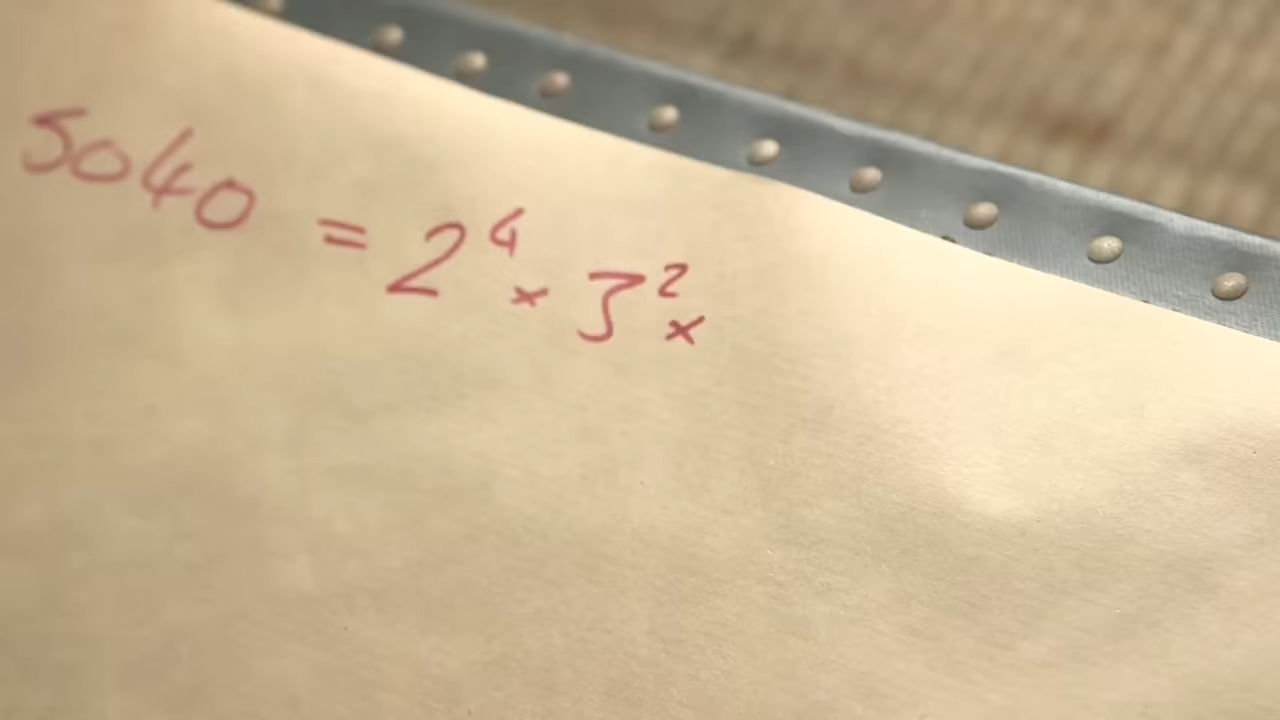 5040 = 2⁴ × 3² ×